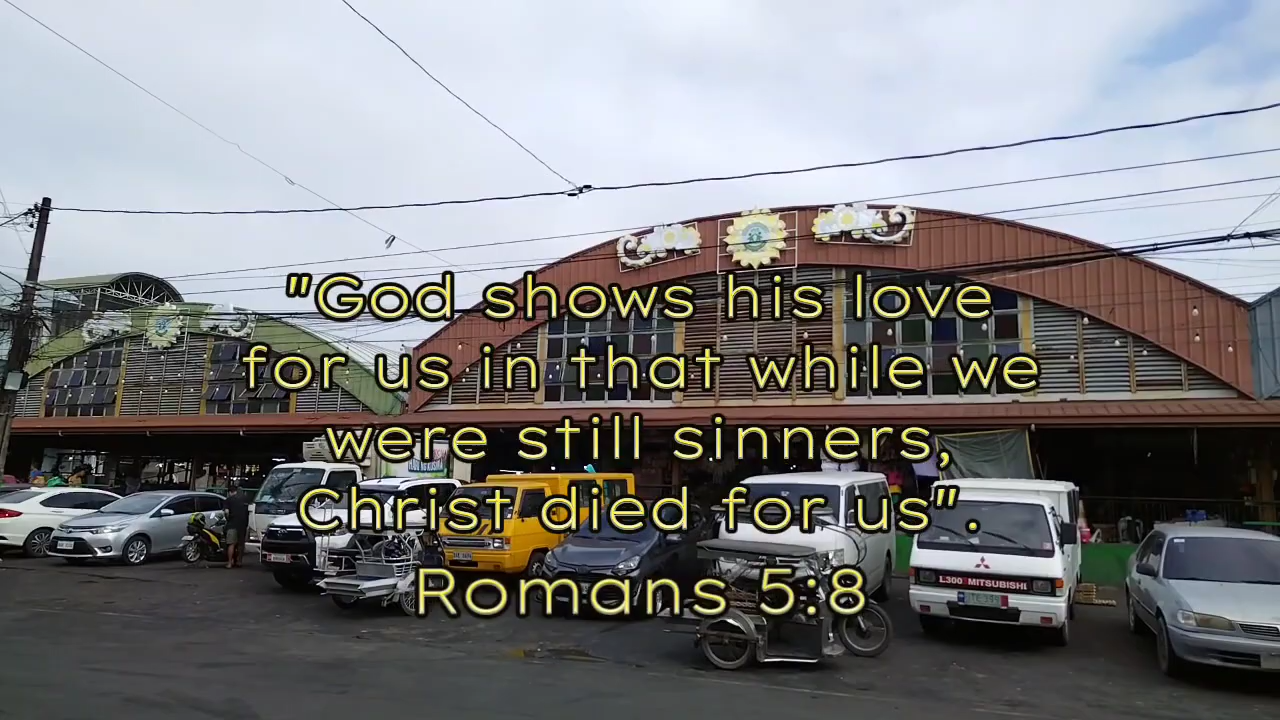 "God shows his love
for us in that while we
were still sinners,
Christ died for us".
Romans 5:8
L300 MITSUBISHI